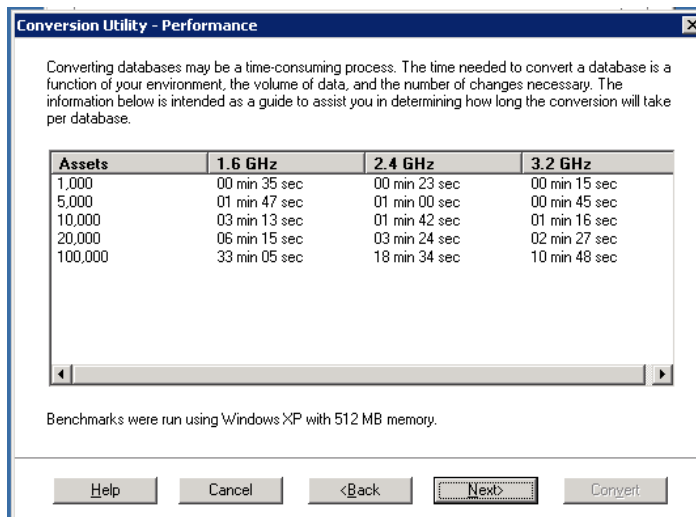 Conversion Utility - Performance
Converting databases may be a time-consuming process. The time needed to convert a database is a
function of your environment, the volume of data, and the number of changes necessary. The
information below is intended as a guide to assist you in determining how long the conversion will take
per database.
Assets 1.6 GHz 2.4 GHz 3.2 GHz
1,000 00 min 35 sec 00 min 23 sec 00 min 15 sec
5,000 01 min 47 sec 01 min 00 sec 00 min 45 sec
10,000 03 min 13 sec 01 min 42 sec 01 min 16 sec
20,000 06 min 15 sec 03 min 24 sec 02 min 27 sec
100,000 33 min 05 sec 18 min 34 sec 10 min 48 sec
Benchmarks were run using Windows XP with 512 MB memory.
Help Cancel <Back Next> Convert